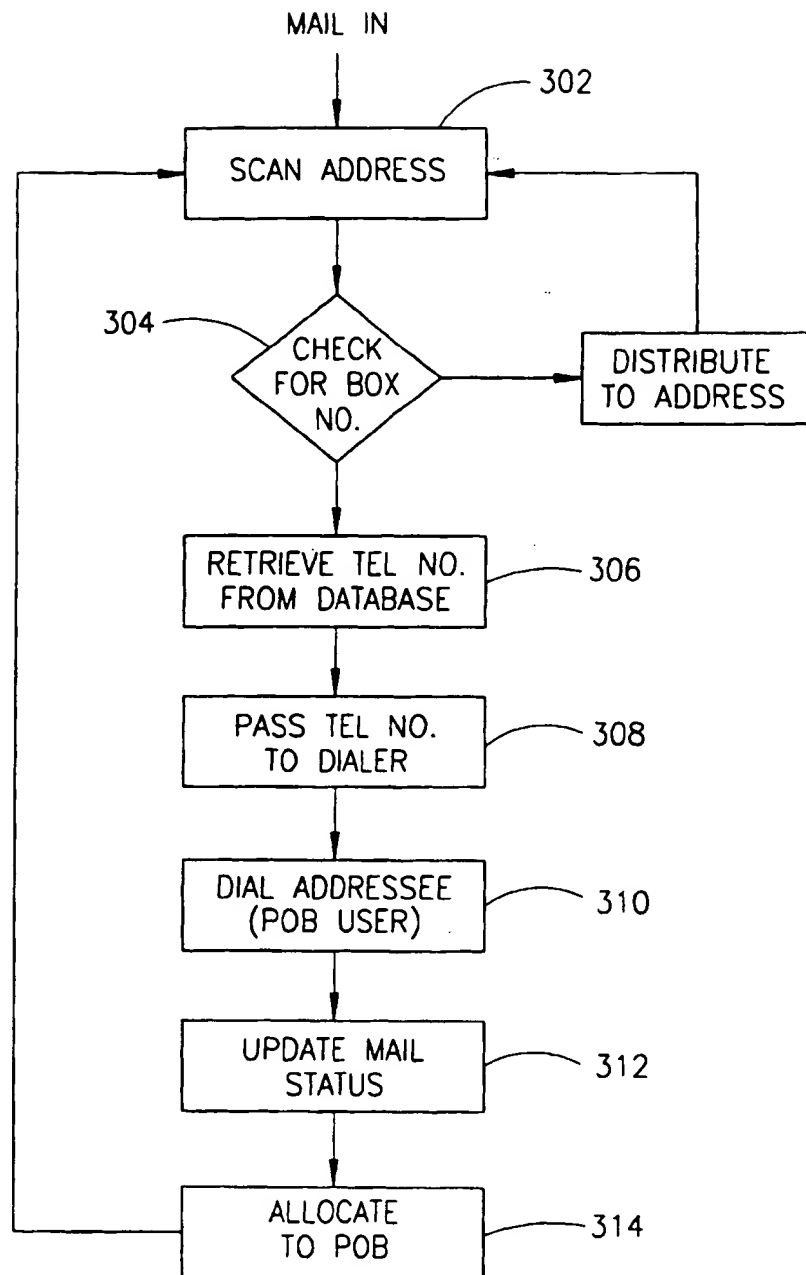 MAIL IN
302
SCAN ADDRESS
304
CHECK
FOR BOX
NO.
DISTRIBUTE
TO ADDRESS
RETRIEVE TEL NO.
FROM DATABASE
306
PASS TEL NO.
TO DIALER
308
DIAL ADDRESSEE
(POB USER)
310
UPDATE MAIL
STATUS
312
ALLOCATE
TO POB
314